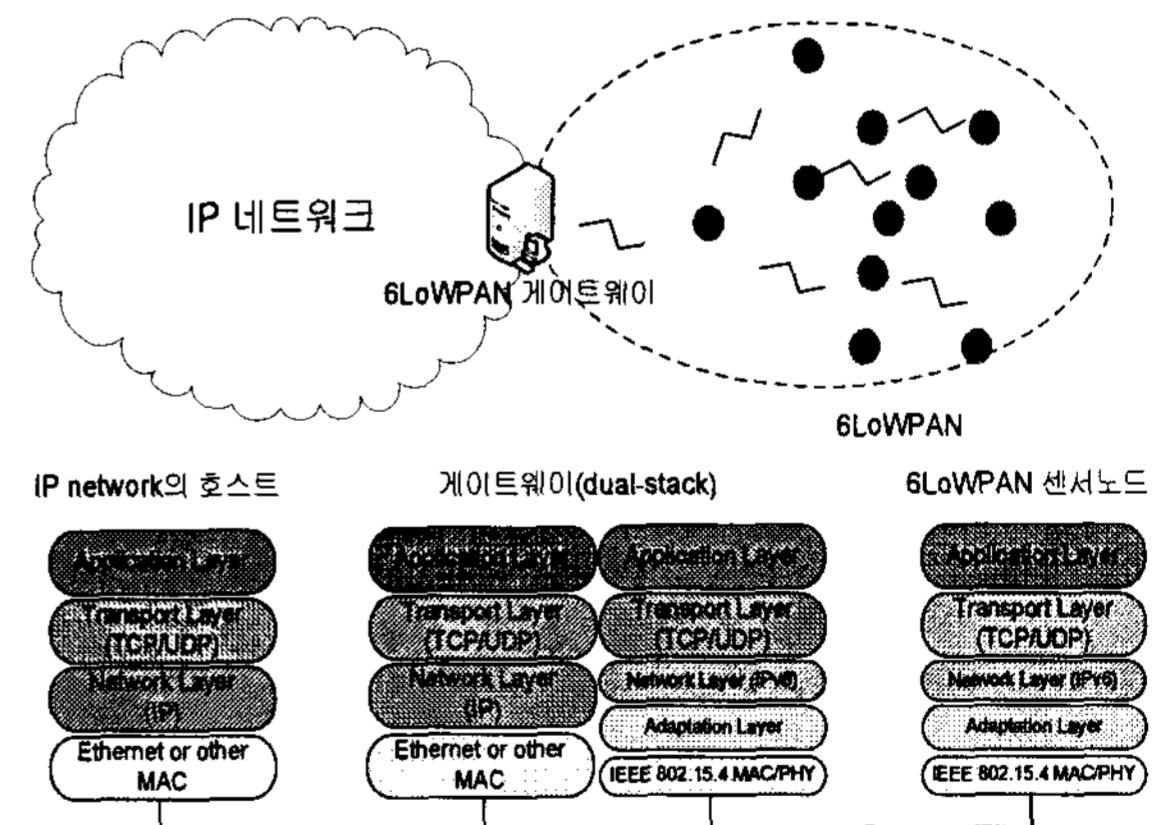 IP 네트워크
6LoWPAN 게이트웨이
6LoWPAN
IP network의 호스트
게이트웨이(dual-stack)
6LoWPAN 센서노드
Application Layer
Transport Layer
(TCP/UDP)
Network Layer
(IP)
Ethernet or other
MAC
Application Layer
Transport Layer
(TCP/UDP)
Network Layer
(IP)
Ethernet or other
MAC
Application Layer
Transport Layer
(TCP/UDP)
Network Layer (IPv6)
Adaptation Layer
IEEE 802.15.4 MAC/PHY
Application Layer
Transport Layer
(TCP/UDP)
Network Layer (IPv6)
Adaptation Layer
IEEE 802.15.4 MAC/PHY